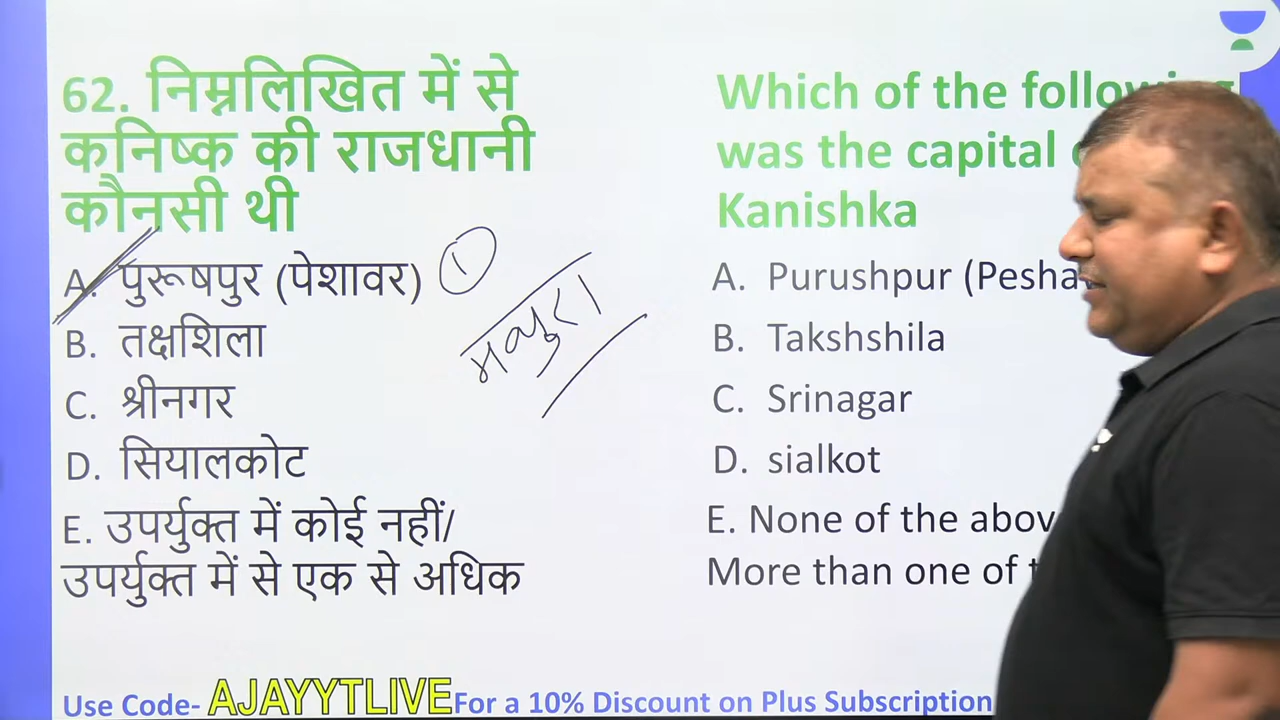 62. निम्नलिखित में से
कनिष्क की राजधानी
कौनसी थी
A. पुरूषपुर (पेशावर) 1
मथुरा
B. तक्षशिला
C. श्रीनगर
D. सियालकोट
E. उपर्युक्त में कोई नहीं/
उपर्युक्त में से एक से अधिक
Which of the following
was the capital
Kanishka
A. Purushpur (Pesha
B. Takshshila
C. Srinagar
D. sialkot
E. None of the abov
More than one of
Use Code- AJAYYTLIVE For a 10% Discount on Plus Subscription